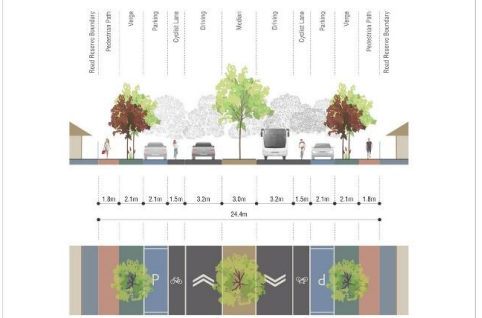 Road Reserve Boundary
Pedestrian Path
Verge
Parking
Cyclist Lane
Driving
Median
Driving
Cyclist Lane
Parking
Verge
Pedestrian Path
Road Reserve Boundary
1.8m
2.1m
2.1m
1.5m
3.2m
3.0m
3.2m
1.5m
2.1m
2.1m
1.8m
24.4m
P
P